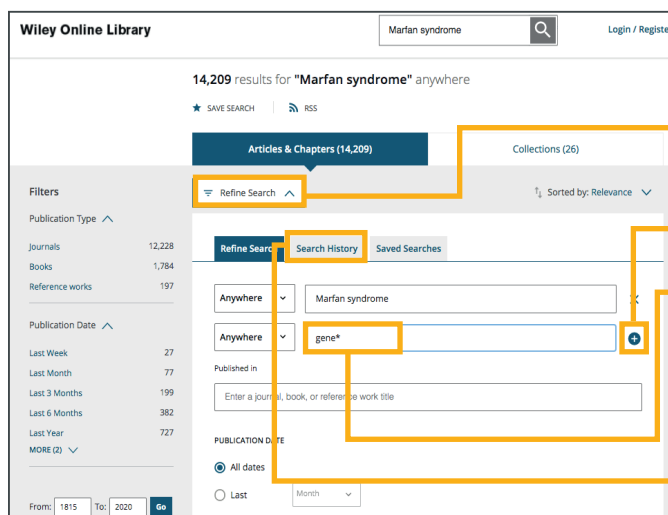 Wiley Online Library
Marfan syndrome
Login / Registe
14,209 results for "Marfan syndrome" anywhere
SAVE SEARCH
RSS
Articles & Chapters (14,209)
Collections (26)
Filters
Refine Search
Sorted by: Relevance
Publication Type
Journals 12,228
Books 1,784
Reference works 197
Publication Date
Last Week 27
Last Month 77
Last 3 Months 199
Last 6 Months 382
Last Year 727
MORE (2)
From: 1815 To: 2020 Go
Refine Search
Search History
Saved Searches
Anywhere Marfan syndrome
Anywhere gene*
Published in
Enter a journal, book, or reference work title
PUBLICATION DATE
All dates
Last Month